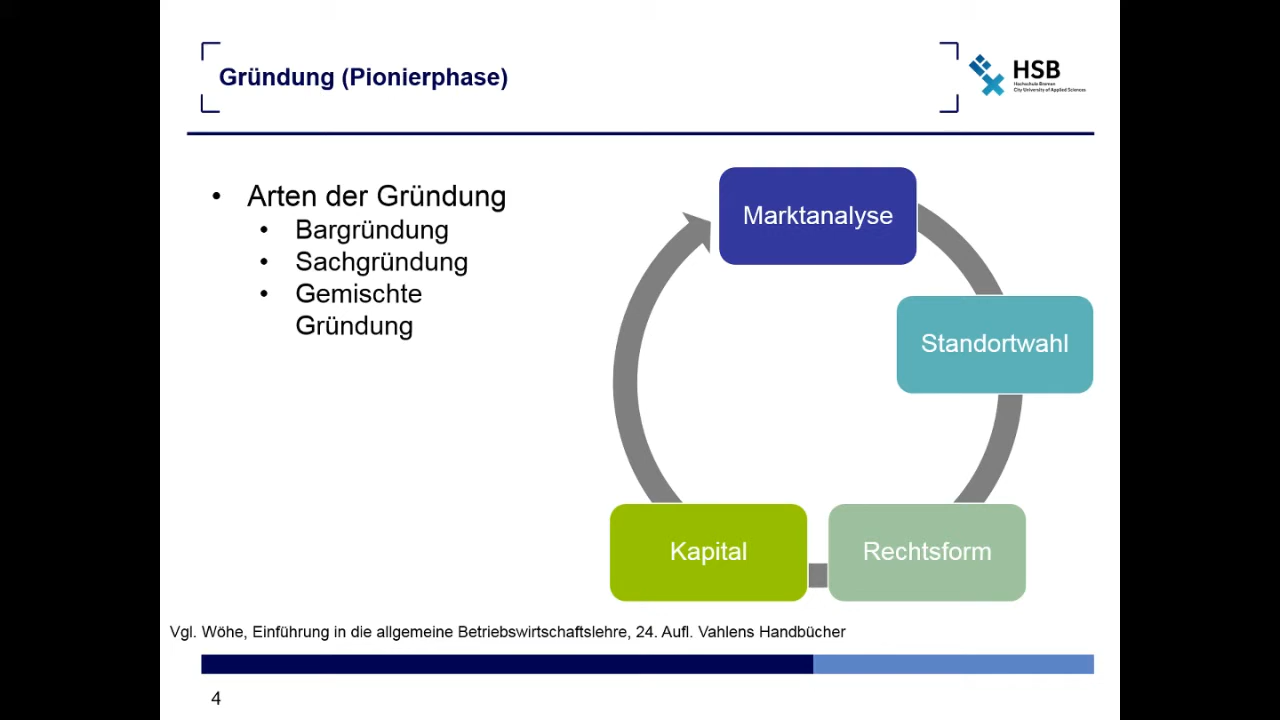 Gründung (Pionierphase)
HSB
Hochschule Bremen
City University of Applied Sciences
• Arten der Gründung
• Bargründung
• Sachgründung
• Gemischte
Gründung
Marktanalyse
Standortwahl
Rechtsform
Kapital
Vgl. Wöhe, Einführung in die allgemeine Betriebswirtschaftslehre, 24. Aufl. Vahlens Handbücher
4